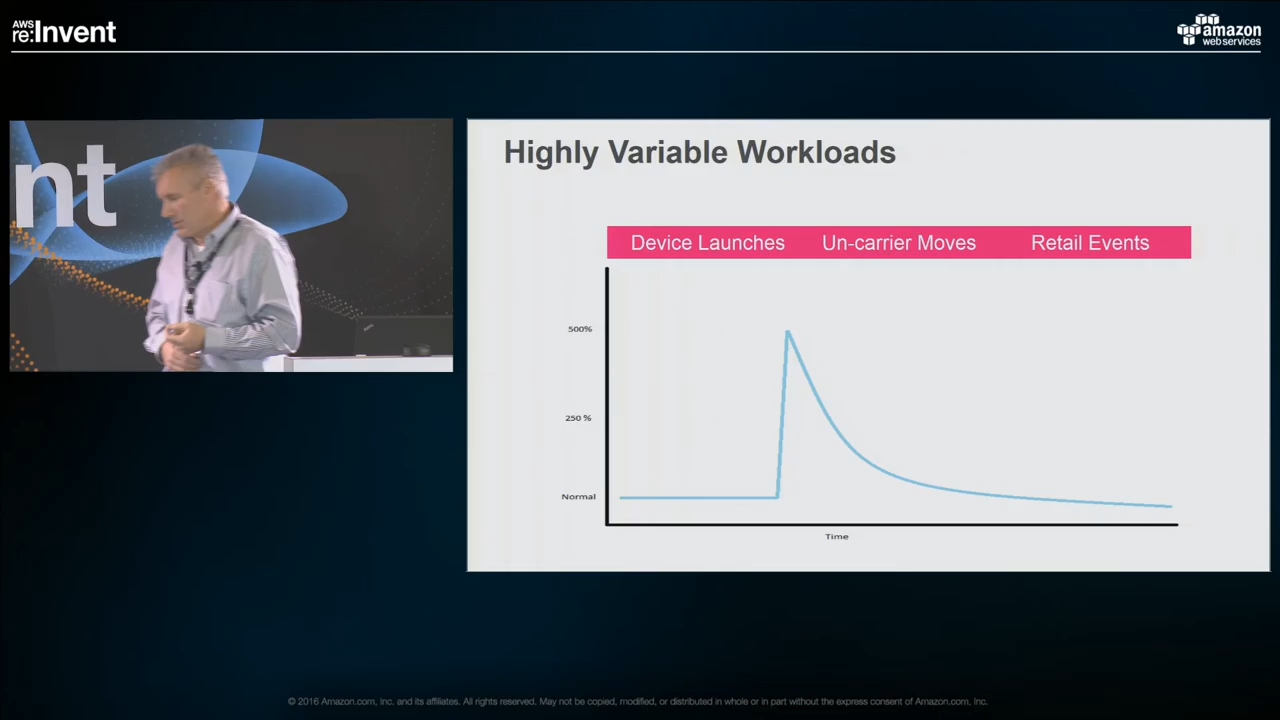 AWS
re:Invent
amazon
webservices
nt
Highly Variable Workloads
Device Launches Un-carrier Moves Retail Events
500%
250 %
Normal
Time
© 2016 Amazon.com, Inc. and its affiliates. All rights reserved. May not be copied, modified, or distributed in whole or in part without the express consent of Amazon.com, Inc.